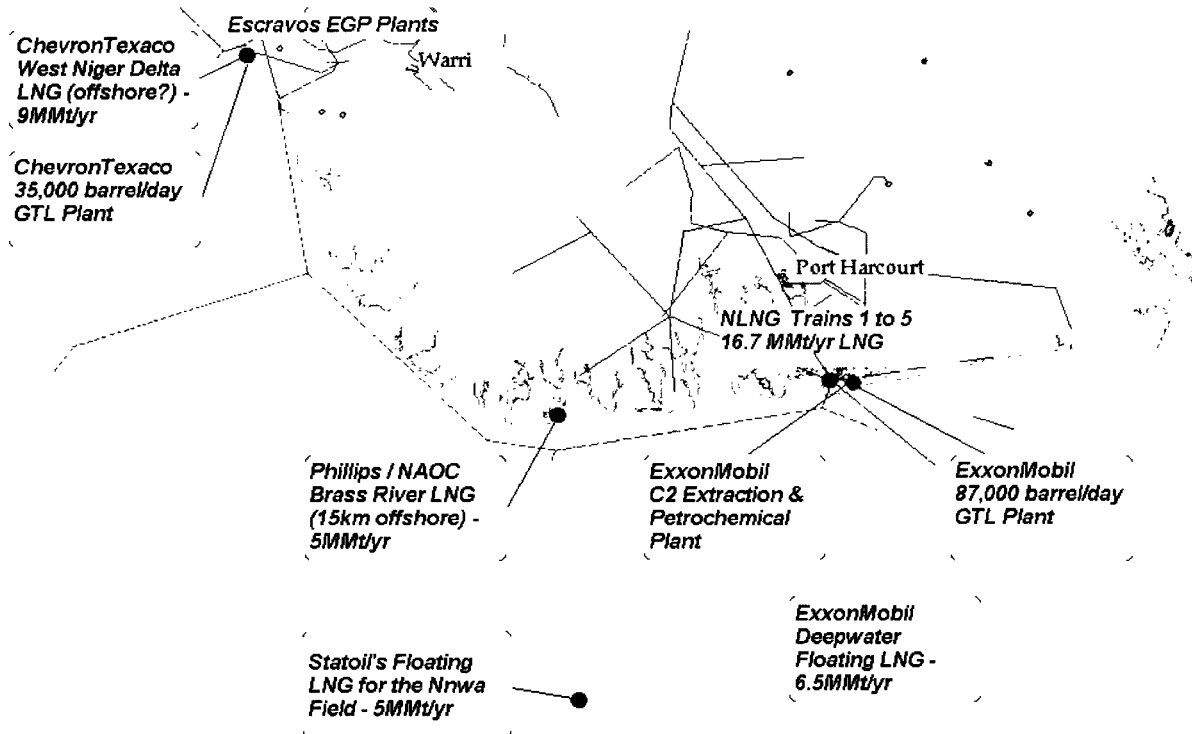 Escravos EGP Plants
ChevronTexaco
West Niger Delta
LNG (offshore?) -
9MMt/yr
Warri
ChevronTexaco
35,000 barrel/day
GTL Plant
Port Harcourt
NLNG Trains 1 to 5
16.7 MMt/yr LNG
Phillips / NAOC
Brass River LNG
(15km offshore) -
5MMt/yr
ExxonMobil
C2 Extraction &
Petrochemical
Plant
ExxonMobil
87,000 barrel/day
GTL Plant
ExxonMobil
Deepwater
Floating LNG -
6.5MMt/yr
Statoil's Floating
LNG for the Nnwa
Field - 5MMt/yr